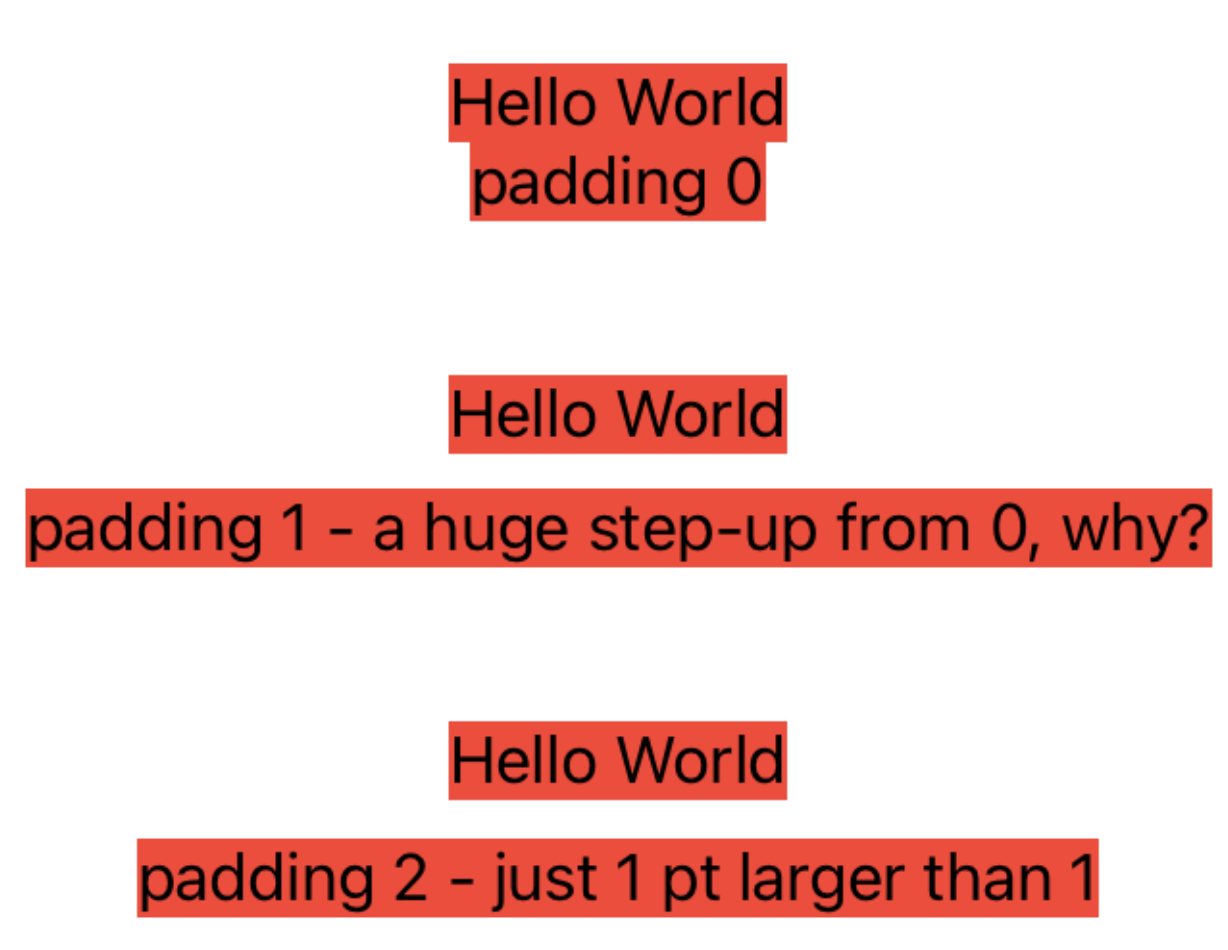 Hello World
padding 0
Hello World
padding 1 - a huge step-up from 0, why?
Hello World
padding 2 - just 1 pt larger than 1